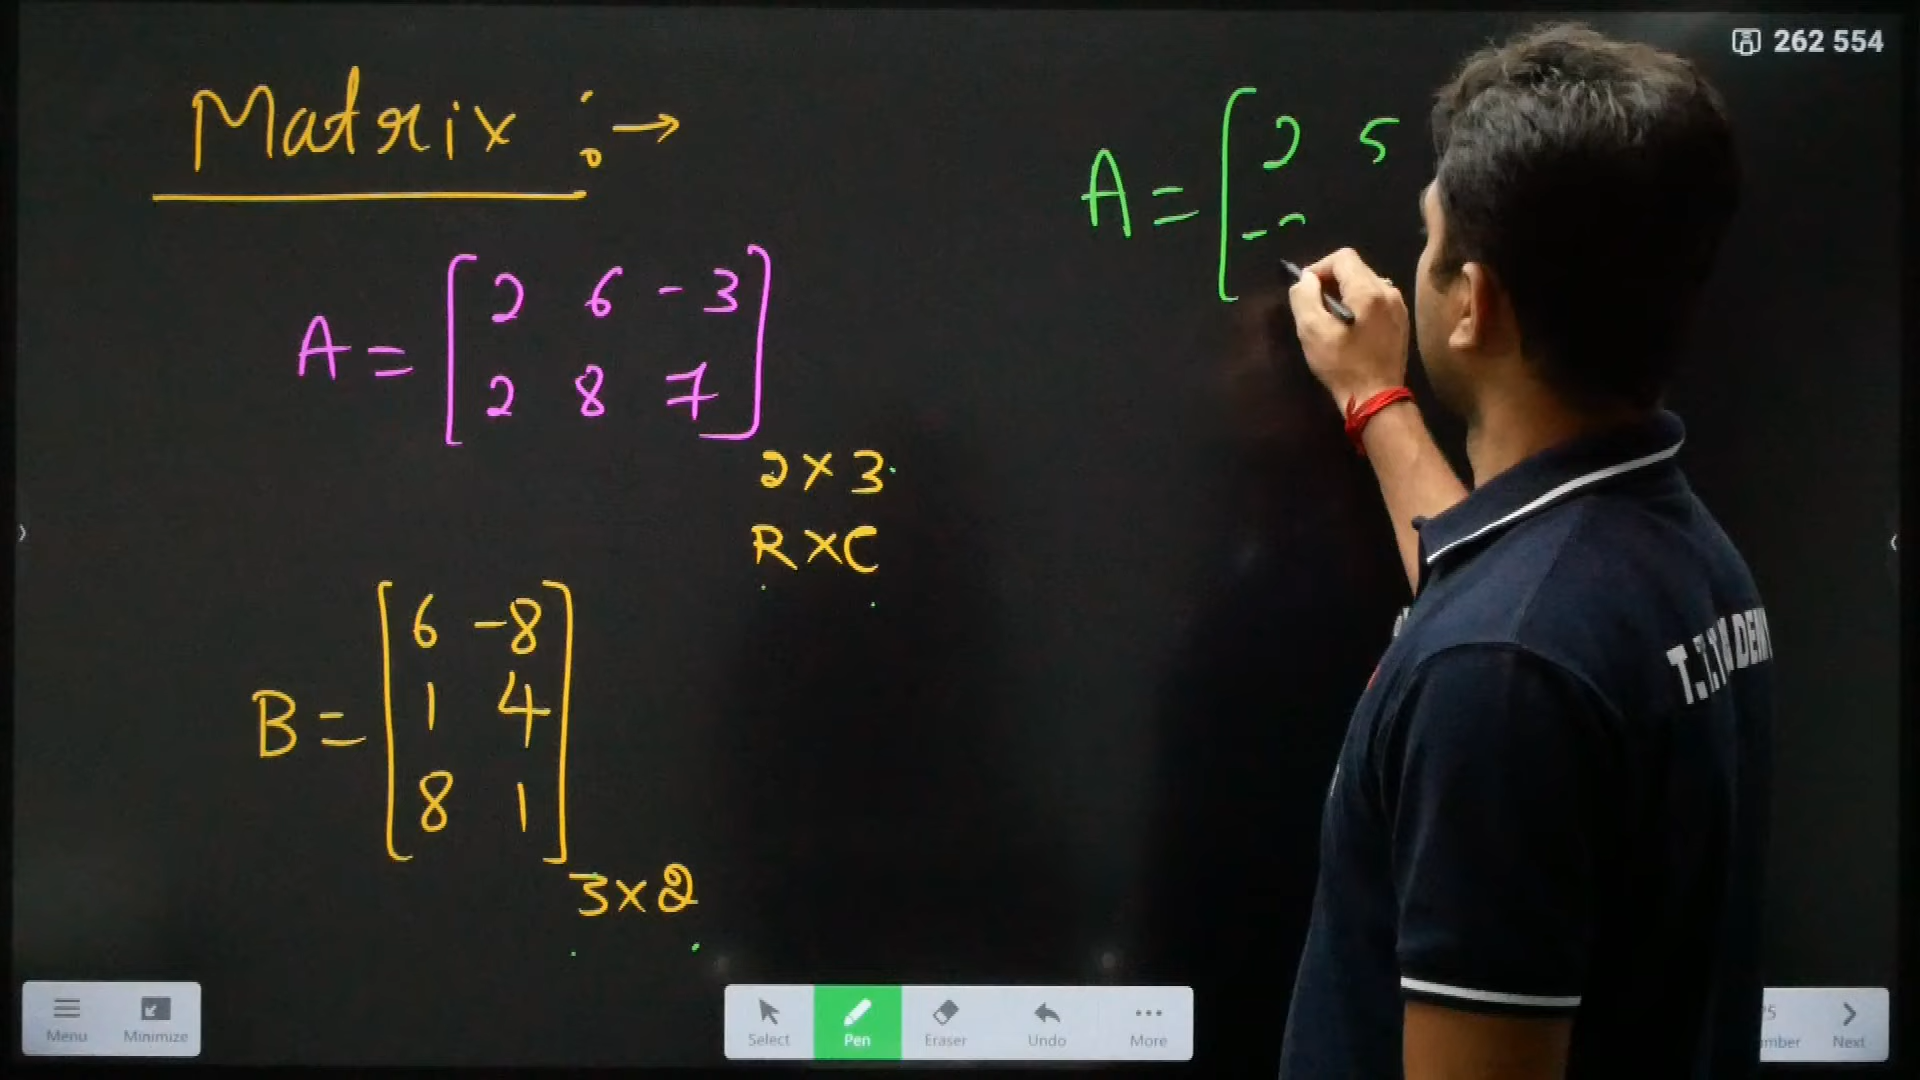 Matrix :→
A = [ 2 6 -3
2 8 7 ]
2 × 3
R × C
B = [ 6 -8
1 4
8 1 ]
3 × 2
A = [ 2 5
262 554
Menu Minimize
Select Pen Eraser Undo More
Next